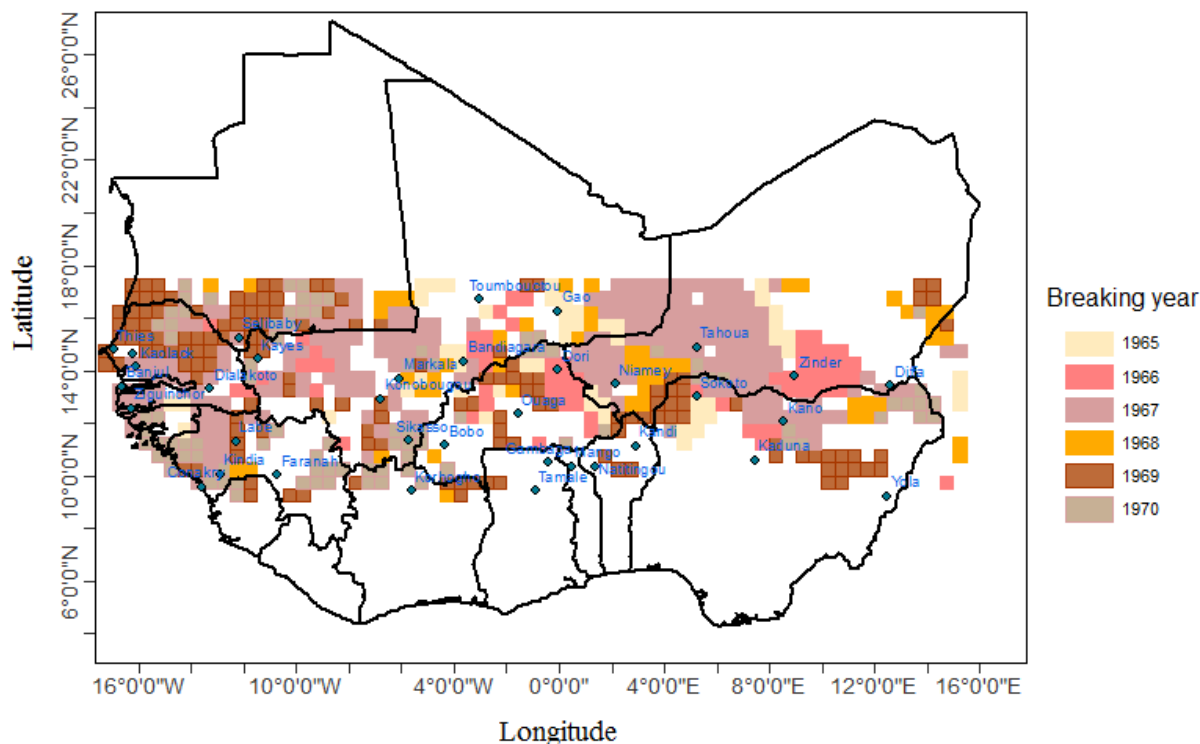 Latitude
26°0'0"N
22°0'0"N
18°0'0"N
14°0'0"N
10°0'0"N
6°0'0"N
Toumbouctou
Gao
Thies
Kaolack
Selibaby
Kayes
Banjul
Dialakoto
Ziguinchor
Markala
Bandiagara
Dori
Konobougou
Niamey
Tahoua
Zinder
Diffa
Sokoto
Kano
Ouaga
Labe
Sikasso
Bobo
Kandi
Kaduna
Gambaga
Mango
Natitingou
Kindia
Faranah
Conakry
Korhogho
Tamale
Yola
16°0'0"W
10°0'0"W
4°0'0"W
0°0'0"E
4°0'0"E
8°0'0"E
12°0'0"E
16°0'0"E
Longitude
Breaking year
1965
1966
1967
1968
1969
1970